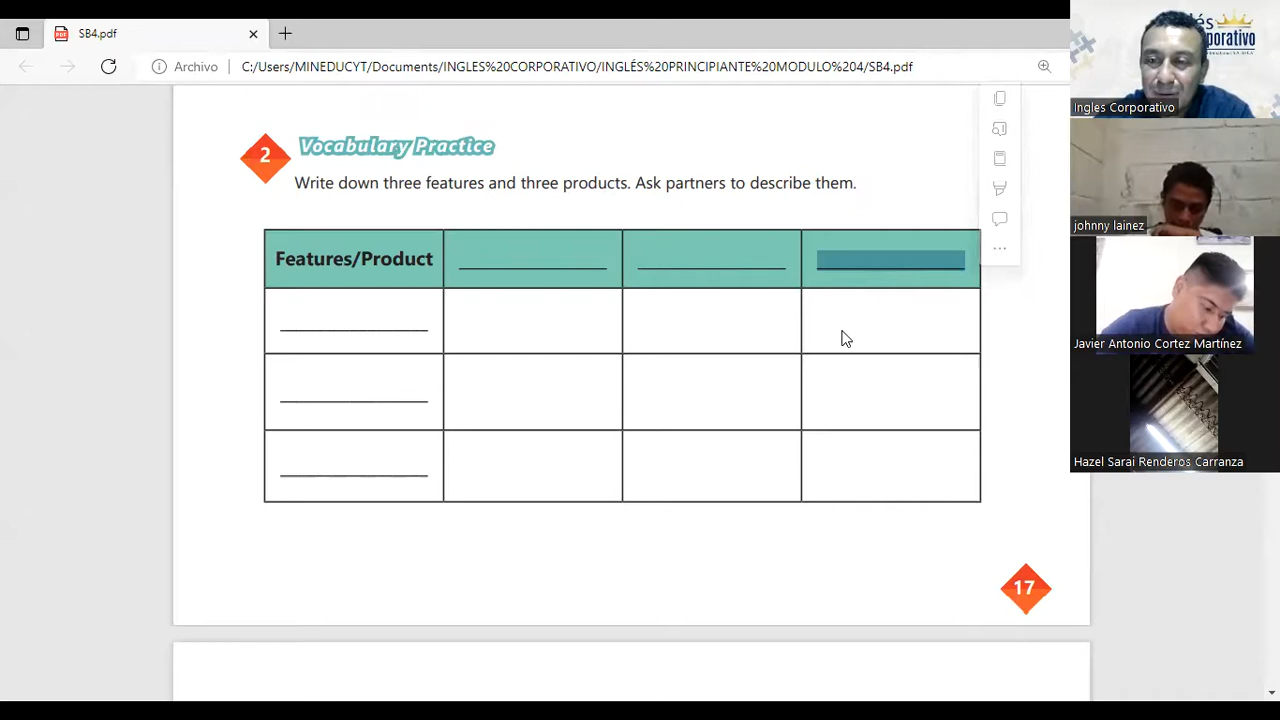 SB4.pdf
Archivo
C:/Users/MINEDUCYT/Documents/INGLES%20CORPORATIVO/INGLÉS%20PRINCIPIANTE%20MODULO%204/SB4.pdf
2
Vocabulary Practice
Write down three features and three products. Ask partners to describe them.
Features/Product
17
Ingles Corporativo
johnny lainez
Javier Antonio Cortez Martínez
Hazel Sarai Renderos Carranza